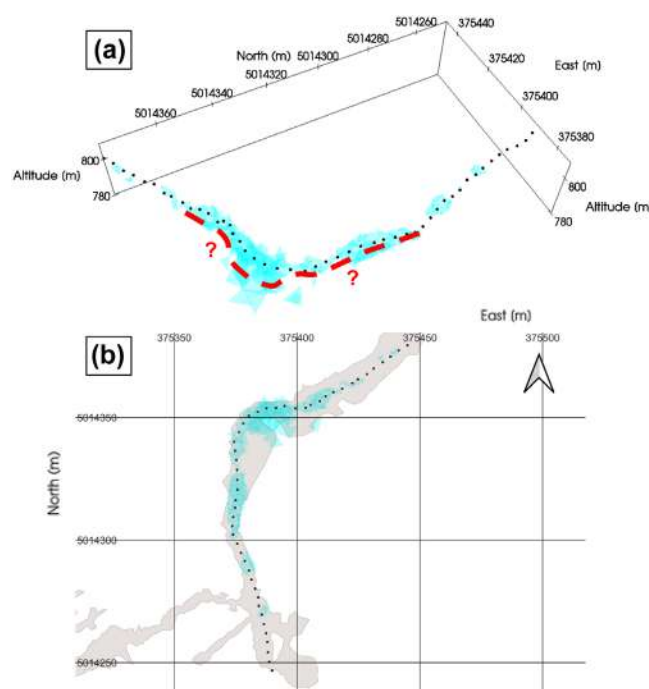 (a)
North (m)
5014260
5014280
5014300
5014320
5014340
5014360
375440
375420
375400
375380
East (m)
800
Altitude (m)
780
800
Altitude (m)
780
?
?
(b)
East (m)
375350
375400
375450
375500
5014350
North (m)
5014300
5014250